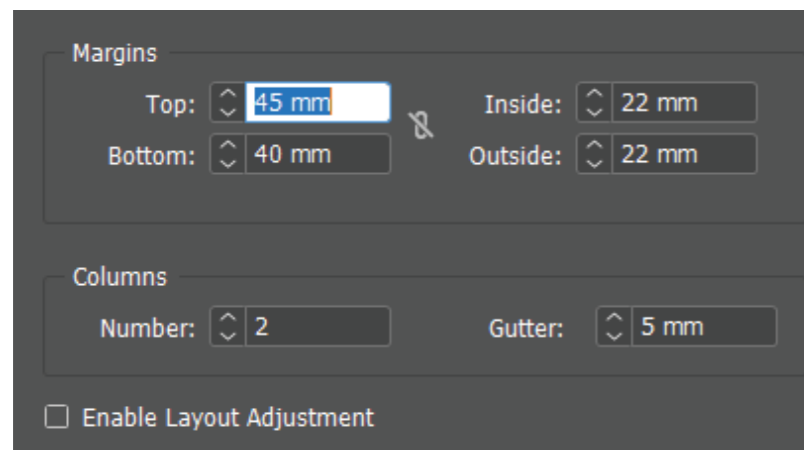 Margins
Top: 45 mm Inside: 22 mm
Bottom: 40 mm Outside: 22 mm
Columns
Number: 2 Gutter: 5 mm
Enable Layout Adjustment